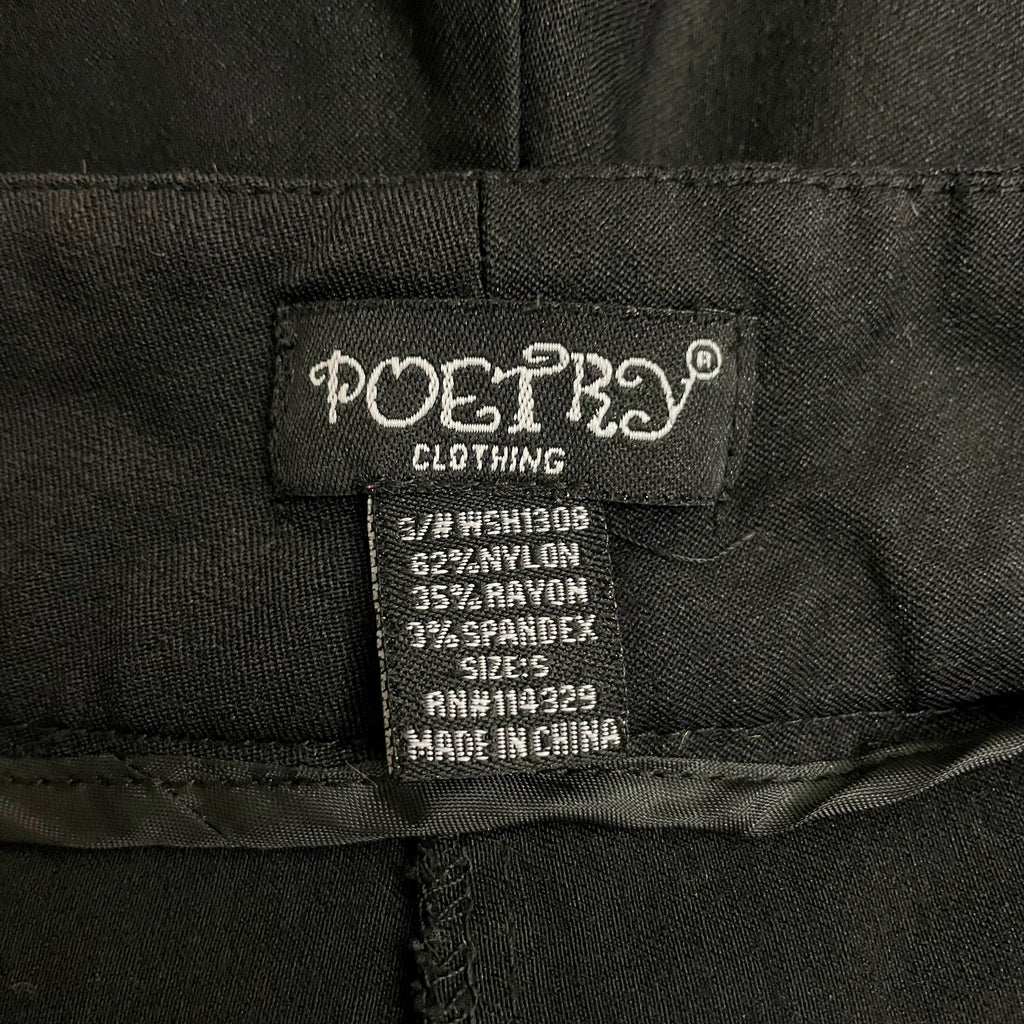 POETRY®
CLOTHING
S/#WSH1308
62%NYLON
35%RAYON
3%SPANDEX
SIZE:S
RN#114329
MADE IN CHINA